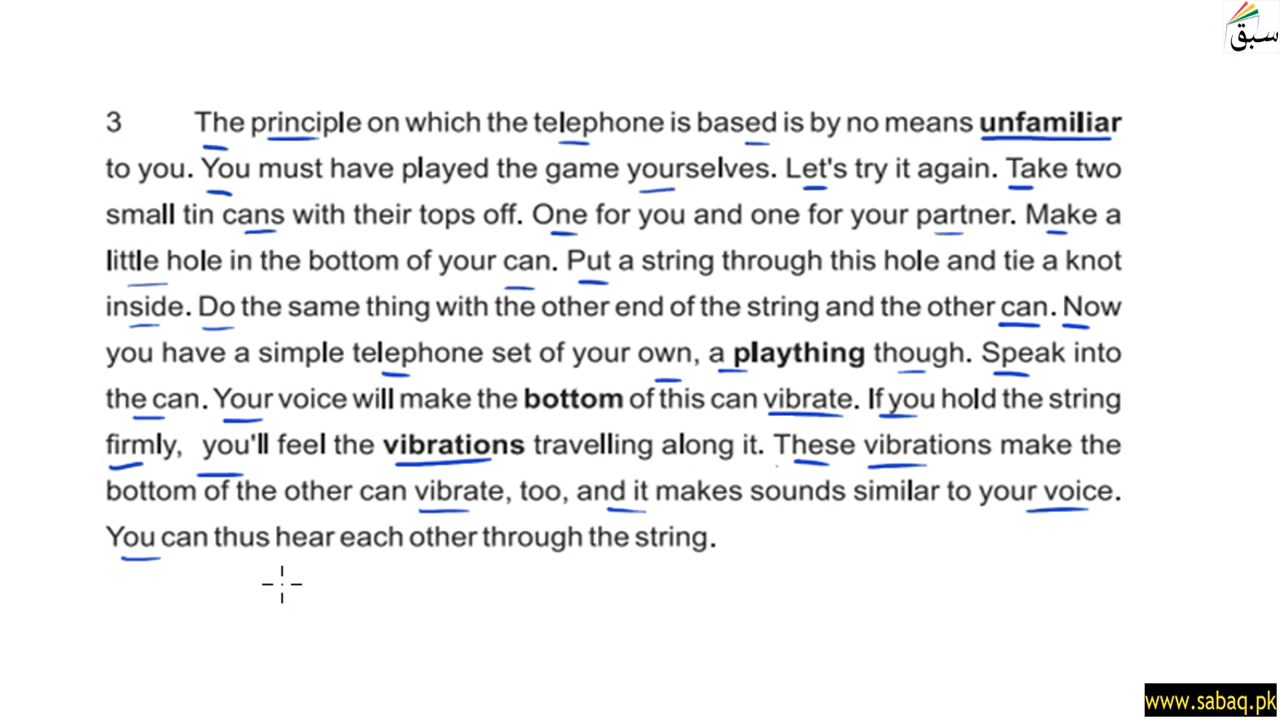 سبق
3 The principle on which the telephone is based is by no means unfamiliar
to you. You must have played the game yourselves. Let's try it again. Take two
small tin cans with their tops off. One for you and one for your partner. Make a
little hole in the bottom of your can. Put a string through this hole and tie a knot
inside. Do the same thing with the other end of the string and the other can. Now
you have a simple telephone set of your own, a plaything though. Speak into
the can. Your voice will make the bottom of this can vibrate. If you hold the string
firmly, you'll feel the vibrations travelling along it. These vibrations make the
bottom of the other can vibrate, too, and it makes sounds similar to your voice.
You can thus hear each other through the string.
www.sabaq.pk